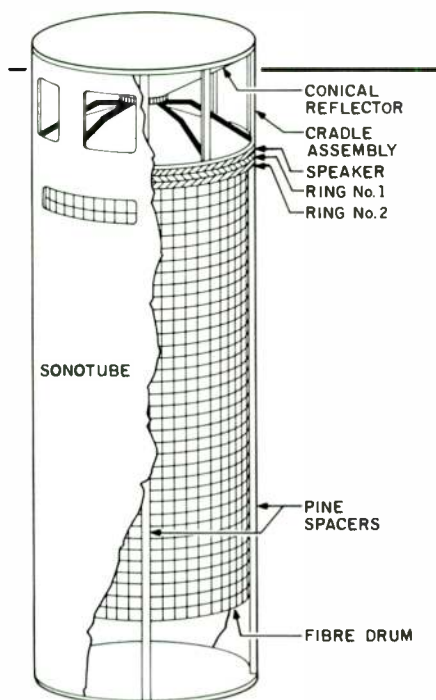 CONICAL
REFLECTOR
CRADLE
ASSEMBLY
SPEAKER
RING No. 1
RING No. 2
SONOTUBE
PINE
SPACERS
FIBRE DRUM